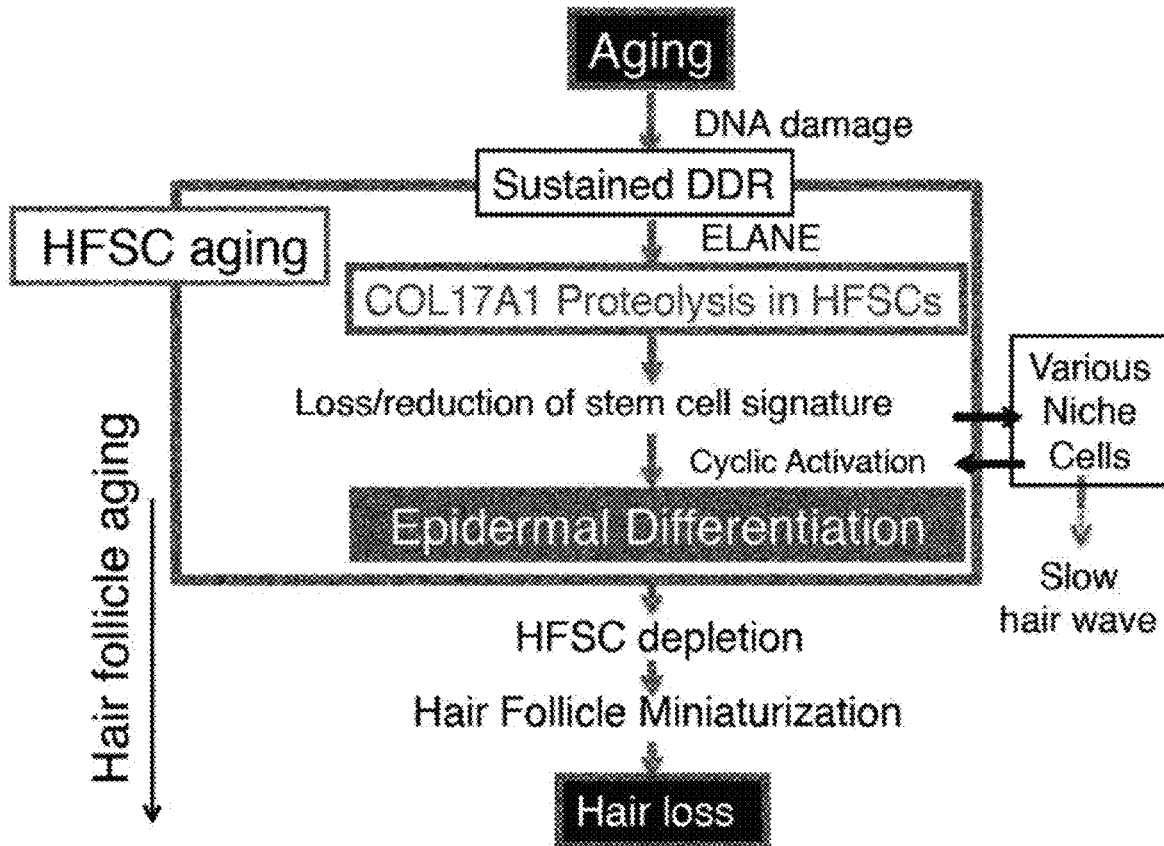 Aging
DNA damage
Sustained DDR
HFSC aging
ELANE
COL17A1 Proteolysis in HFSCs
Loss/reduction of stem cell signature
Various
Niche
Cells
Cyclic Activation
Epidermal Differentiation
Slow
hair wave
HFSC depletion
Hair Follicle Miniaturization
Hair loss
Hair follicle aging